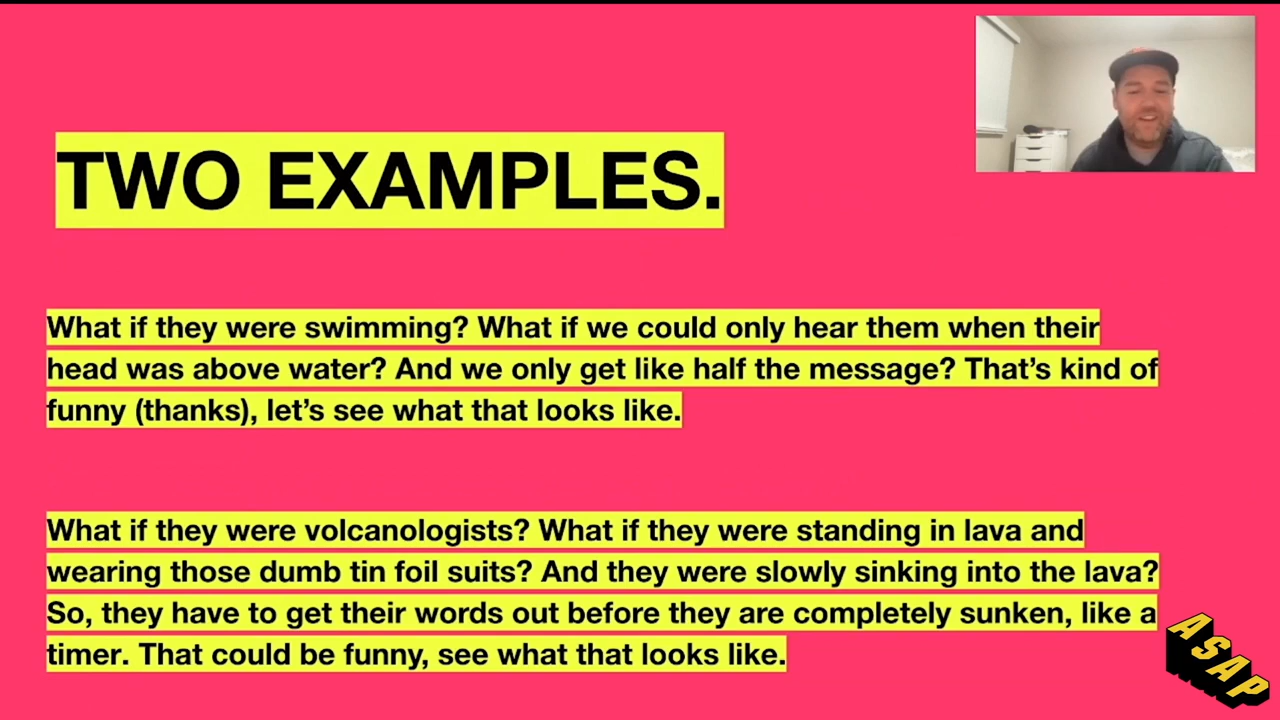 TWO EXAMPLES.
What if they were swimming? What if we could only hear them when their
head was above water? And we only get like half the message? That’s kind of
funny (thanks), let’s see what that looks like.
What if they were volcanologists? What if they were standing in lava and
wearing those dumb tin foil suits? And they were slowly sinking into the lava?
So, they have to get their words out before they are completely sunken, like a
timer. That could be funny, see what that looks like.
ASAP